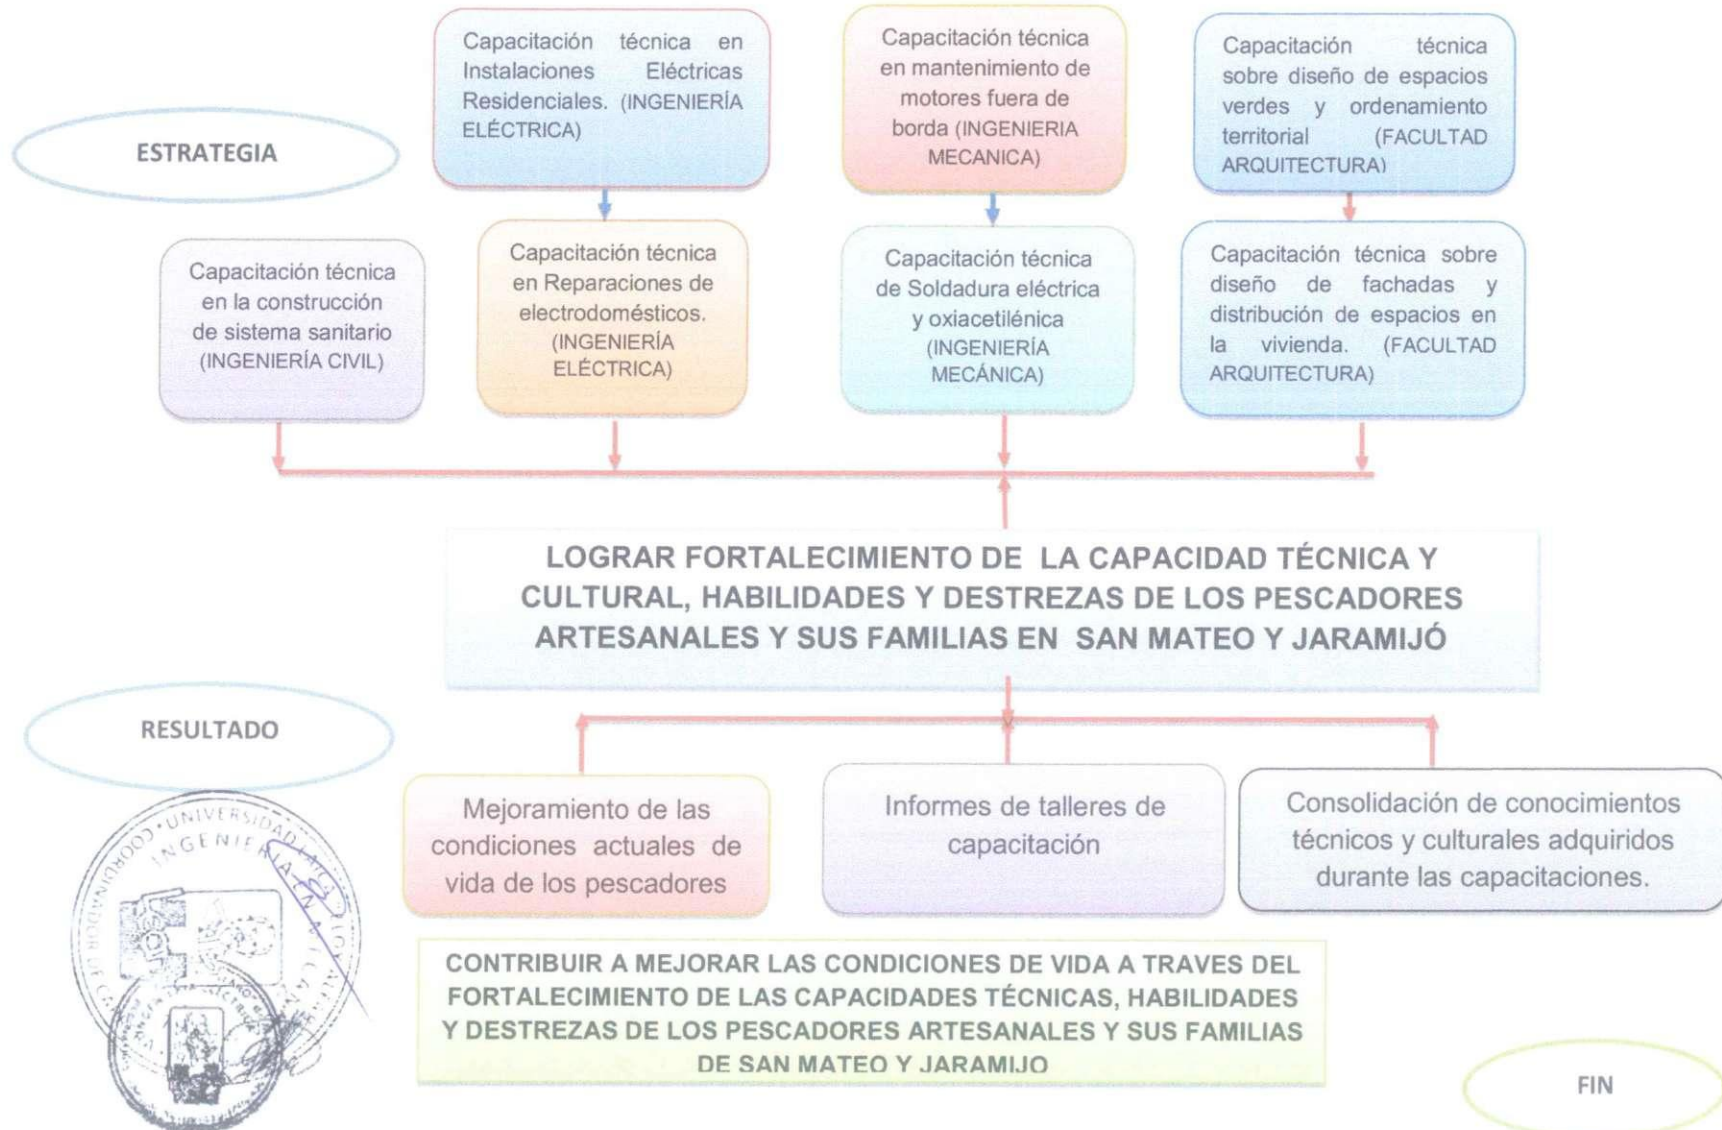 Capacitación técnica en
Instalaciones Eléctricas
Residenciales. (INGENIERÍA
ELÉCTRICA)
Capacitación técnica
en mantenimiento de
motores fuera de
borda (INGENIERIA
MECANICA)
Capacitación técnica
sobre diseño de espacios
verdes y ordenamiento
territorial (FACULTAD
ARQUITECTURA)
ESTRATEGIA
Capacitación técnica
en la construcción
de sistema sanitario
(INGENIERÍA CIVIL)
Capacitación técnica
en Reparaciones de
electrodomésticos.
(INGENIERÍA
ELÉCTRICA)
Capacitación técnica
de Soldadura eléctrica
y oxiacetilénica
(INGENIERÍA
MECÁNICA)
Capacitación técnica sobre
diseño de fachadas y
distribución de espacios en
la vivienda. (FACULTAD
ARQUITECTURA)
LOGRAR FORTALECIMIENTO DE LA CAPACIDAD TÉCNICA Y
CULTURAL, HABILIDADES Y DESTREZAS DE LOS PESCADORES
ARTESANALES Y SUS FAMILIAS EN SAN MATEO Y JARAMIJÓ
RESULTADO
Mejoramiento de las
condiciones actuales de
vida de los pescadores
Informes de talleres de
capacitación
Consolidación de conocimientos
técnicos y culturales adquiridos
durante las capacitaciones.
UNIVERSIDAD
COORDINADOR DE
CONTRIBUIR A MEJORAR LAS CONDICIONES DE VIDA A TRAVES DEL
FORTALECIMIENTO DE LAS CAPACIDADES TÉCNICAS, HABILIDADES
Y DESTREZAS DE LOS PESCADORES ARTESANALES Y SUS FAMILIAS
DE SAN MATEO Y JARAMIJO
FIN